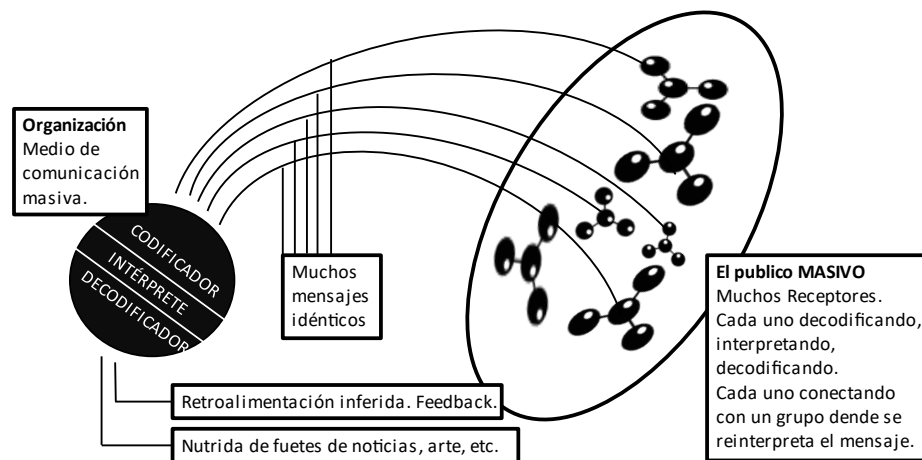 Organización
Medio de
comunicación
masiva.
CODIFICADOR
INTÉRPRETE
DECODIFICADOR
Muchos
mensajes
idénticos
Retroalimentación inferida. Feedback.
Nutrida de fuetes de noticias, arte, etc.
El publico MASIVO
Muchos Receptores.
Cada uno decodificando,
interpretando,
decodificando.
Cada uno conectando
con un grupo dende se
reinterpreta el mensaje.